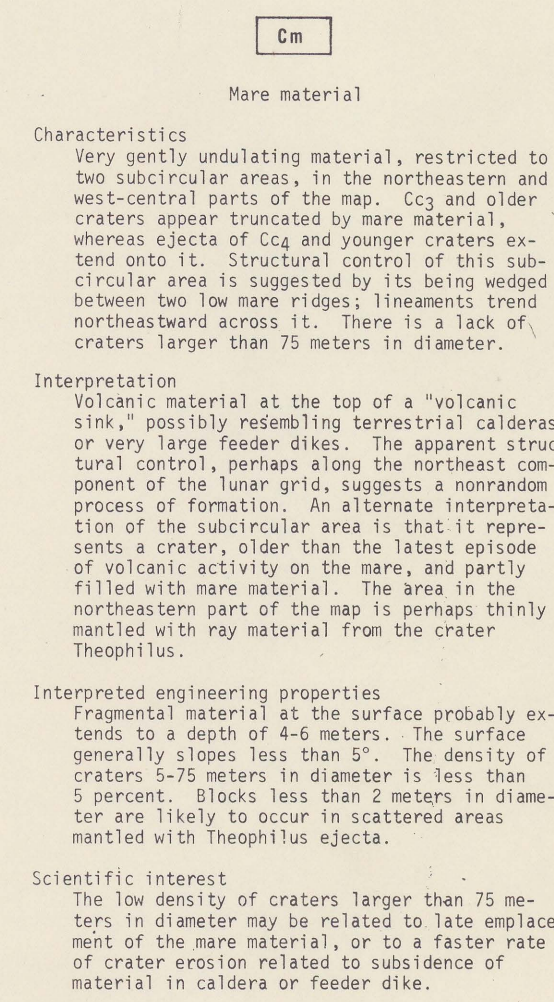 Cm
Mare material
Characteristics
Very gently undulating material, restricted to
two subcircular areas, in the northeastern and
west-central parts of the map. Cc3 and older
craters appear truncated by mare material,
whereas ejecta of Cc4 and younger craters ex-
tend onto it. Structural control of this sub-
circular area is suggested by its being wedged
between two low mare ridges; lineaments trend
northeastward across it. There is a lack of
craters larger than 75 meters in diameter.
Interpretation
Volcanic material at the top of a "volcanic
sink," possibly resembling terrestrial calderas
or very large feeder dikes. The apparent struc
tural control, perhaps along the northeast com-
ponent of the lunar grid, suggests a nonrandom
process of formation. An alternate interpreta-
tion of the subcircular area is that it repre-
sents a crater, older than the latest episode
of volcanic activity on the mare, and partly
filled with mare material. The area in the
northeastern part of the map is perhaps thinly
mantled with ray material from the crater
Theophilus.
Interpreted engineering properties
Fragmental material at the surface probably ex-
tends to a depth of 4-6 meters. The surface
generally slopes less than 5°. The density of
craters 5-75 meters in diameter is less than
5 percent. Blocks less than 2 meters in diame-
ter are likely to occur in scattered areas
mantled with Theophilus ejecta.
Scientific interest
The low density of craters larger than 75 me-
ters in diameter may be related to late emplace
ment of the mare material, or to a faster rate
of crater erosion related to subsidence of
material in caldera or feeder dike.